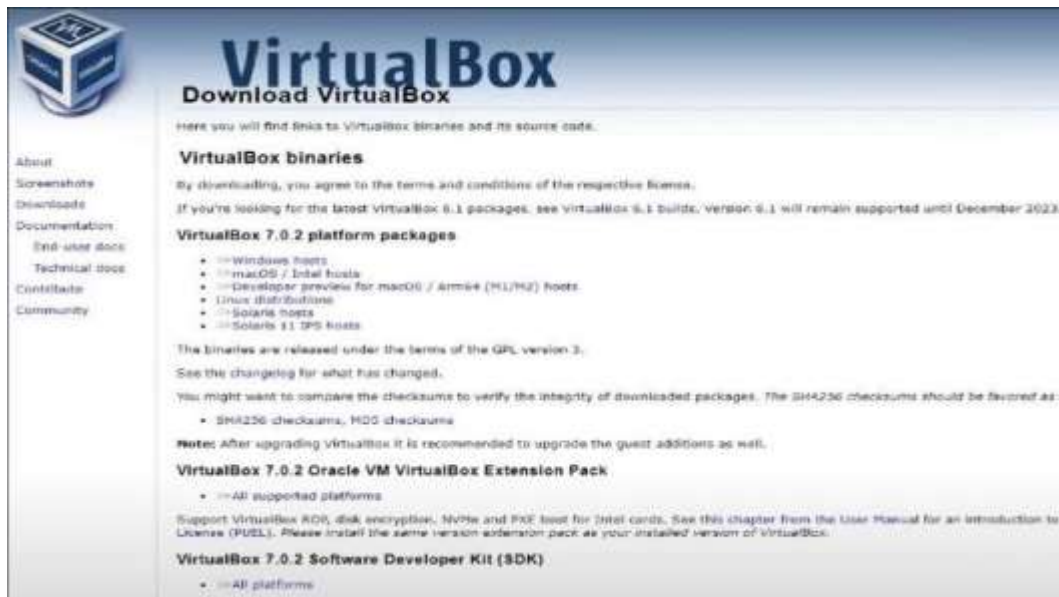 VirtualBox
Download VirtualBox
Here you will find links to VirtualBox binaries and its source code.
About
Screenshots
Downloads
Documentation
End-user docs
Technical docs
Contribute
Community
VirtualBox binaries
By downloading, you agree to the terms and conditions of the respective license.
If you're looking for the latest VirtualBox 6.1 packages, see VirtualBox 6.1 builds. Version 6.1 will remain supported until December 2023.
VirtualBox 7.0.2 platform packages
Windows hosts
macOS / Intel hosts
Developer preview for macOS / Arm64 (M1/M2) hosts
Linux distributions
Solaris hosts
Solaris 11 IPS hosts
The binaries are released under the terms of the GPL version 3.
See the changelog for what has changed.
You might want to compare the checksums to verify the integrity of downloaded packages. The SHA256 checksums should be favored as
SHA256 checksums, MD5 checksums
Note: After upgrading VirtualBox it is recommended to upgrade the guest additions as well.
VirtualBox 7.0.2 Oracle VM VirtualBox Extension Pack
All supported platforms
Support VirtualBox RDP, disk encryption, NVMe and PXE boot for Intel cards. See this chapter from the User Manual for an introduction to
License (PUEL). Please install the same version extension pack as your installed version of VirtualBox.
VirtualBox 7.0.2 Software Developer Kit (SDK)
All platforms